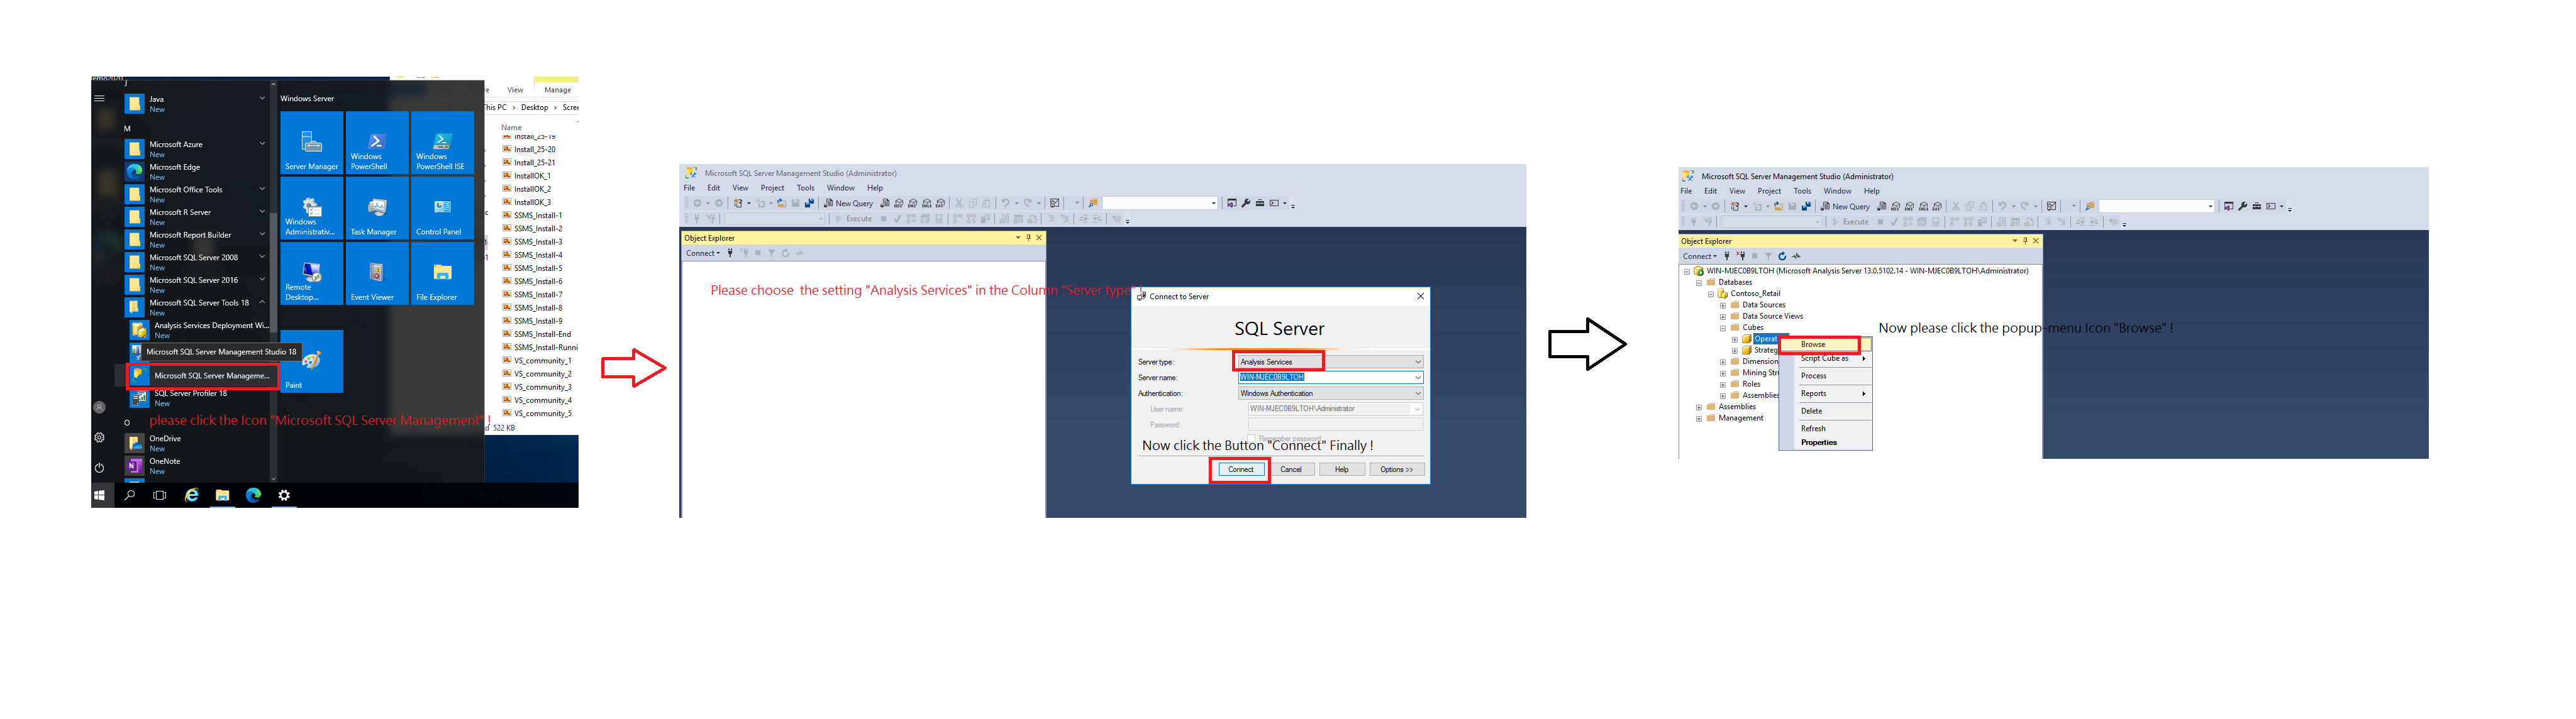 Java
New
M
Microsoft Azure
New
Microsoft Edge
New
Microsoft Office Tools
New
Microsoft R Server
New
Microsoft Report Builder
New
Microsoft SQL Server 2008
New
Microsoft SQL Server 2016
New
Microsoft SQL Server Tools 18
New
Analysis Services Deployment Wi...
New
Microsoft SQL Server Management Studio 18
Microsoft SQL Server Manageme...
SQL Server Profiler 18
New
please click the Icon "Microsoft SQL Server Management" !
O
OneDrive
New
OneNote
New
Windows Server
Server Manager
Windows PowerShell
Windows PowerShell ISE
Windows Administrativ...
Task Manager
Control Panel
Remote Desktop...
Event Viewer
File Explorer
Paint
View
Manage
This PC > Desktop > Scree
Name
Install_25-19
Install_25-20
Install_25-21
InstallOK_1
InstallOK_2
InstallOK_3
SSMS_Install-1
SSMS_Install-2
SSMS_Install-3
SSMS_Install-4
SSMS_Install-5
SSMS_Install-6
SSMS_Install-7
SSMS_Install-8
SSMS_Install-9
SSMS_Install-End
SSMS_Install-Runni
VS_community_1
VS_community_2
VS_community_3
VS_community_4
VS_community_5
522 KB
Microsoft SQL Server Management Studio (Administrator)
File Edit View Project Tools Window Help
New Query
Execute
Object Explorer
Connect
Please choose the setting "Analysis Services" in the Column "Server type" !
Connect to Server
SQL Server
Server type: Analysis Services
Server name: WIN-MJEC0B9LTOH
Authentication: Windows Authentication
User name: WIN-MJEC0B9LTOH\Administrator
Password:
Remember password
Now click the Button "Connect" Finally !
Connect Cancel Help Options >>
Microsoft SQL Server Management Studio (Administrator)
File Edit View Project Tools Window Help
New Query
Execute
Object Explorer
Connect
WIN-MJEC0B9LTOH (Microsoft Analysis Server 13.0.5102.14 - WIN-MJEC0B9LTOH\Administrator)
Databases
Contoso_Retail
Data Sources
Data Source Views
Cubes
Operat
Strateg
Dimension
Mining Stru
Roles
Assemblies
Assemblies
Management
Browse
Script Cube as
Process
Reports
Delete
Refresh
Properties
Now please click the popup-menu Icon "Browse" !